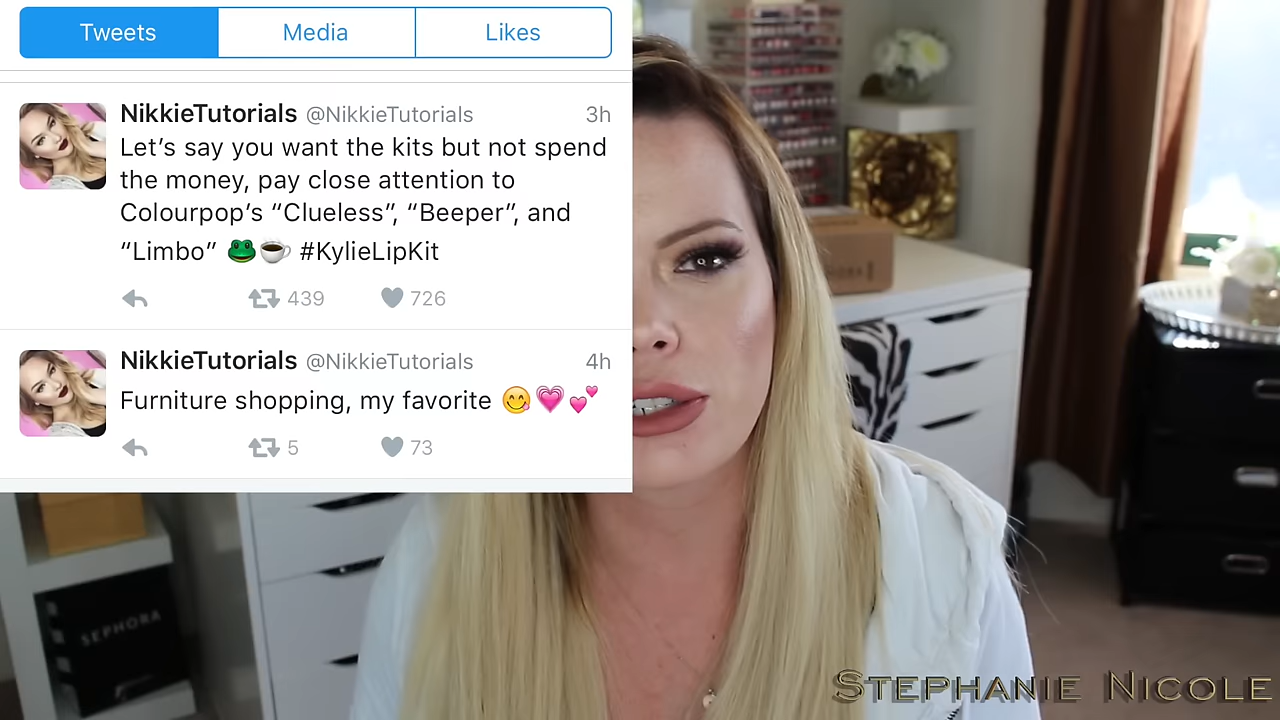 Tweets Media Likes
NikkieTutorials @NikkieTutorials 3h
Let’s say you want the kits but not spend
the money, pay close attention to
Colourpop’s “Clueless”, “Beeper”, and
“Limbo” 🐸☕ #KylieLipKit
439 726
NikkieTutorials @NikkieTutorials 4h
Furniture shopping, my favorite 😋💗💕
5 73
SEPHORA
STEPHANIE NICOLE